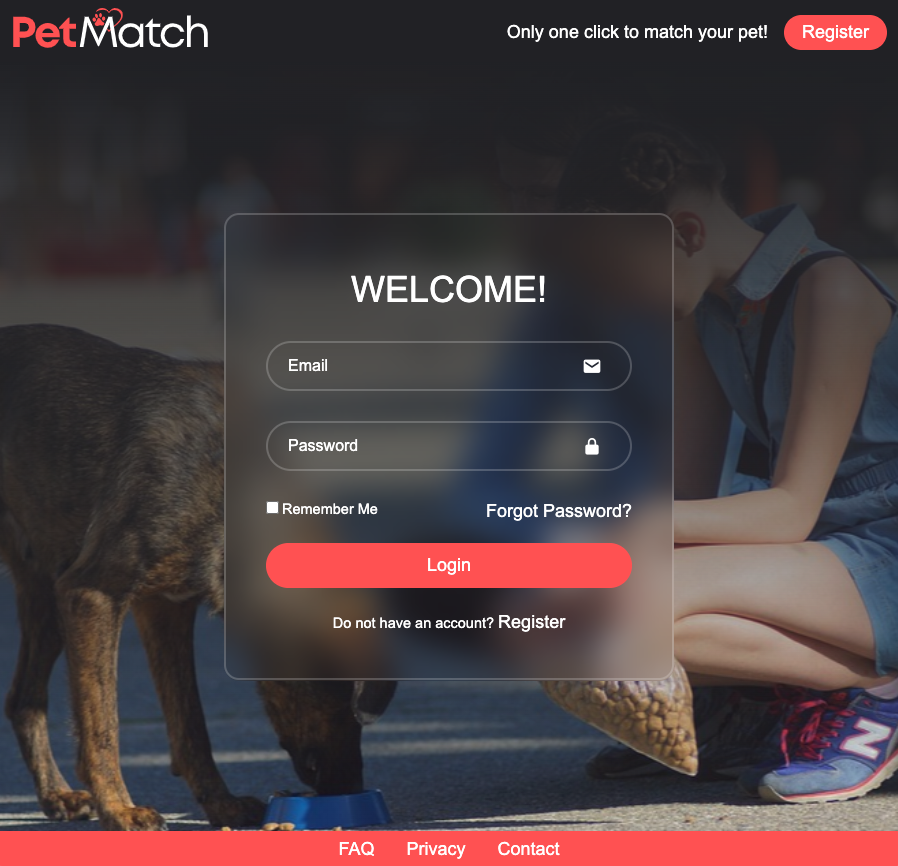 PetMatch
Only one click to match your pet!
Register
WELCOME!
Email
Password
Remember Me
Forgot Password?
Login
Do not have an account? Register
N
FAQ
Privacy
Contact